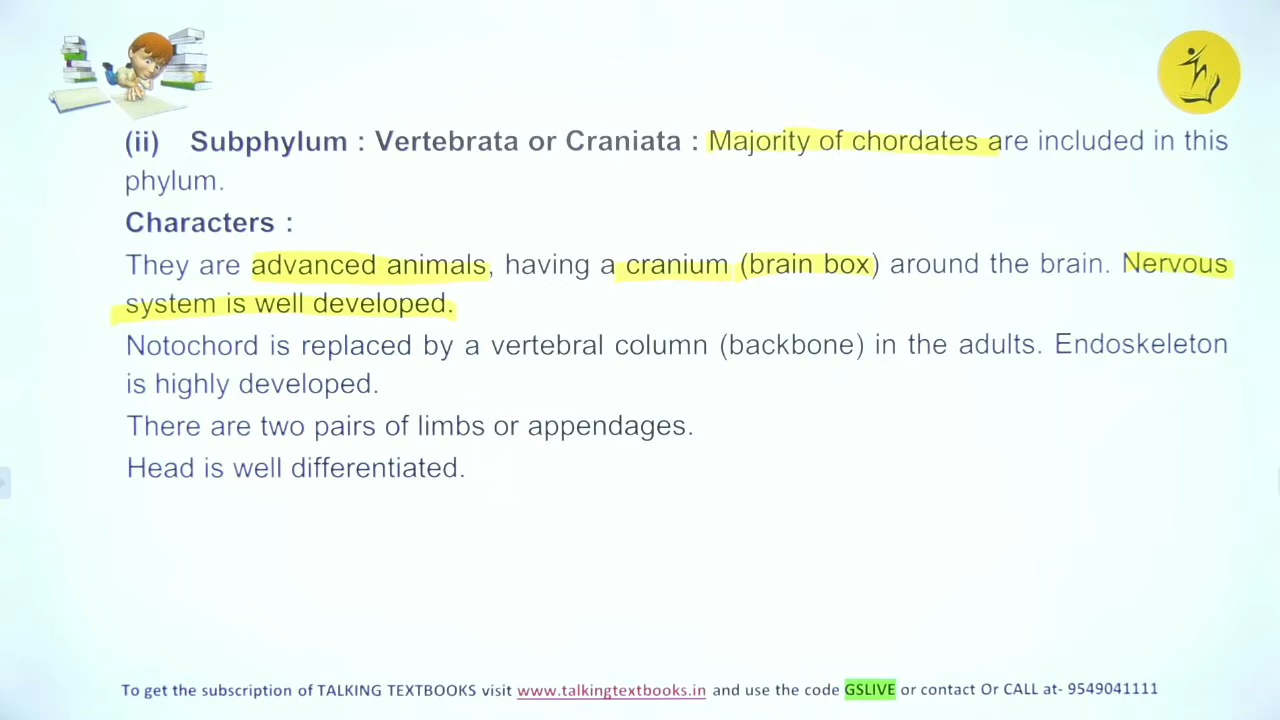 (ii) Subphylum : Vertebrata or Craniata : Majority of chordates are included in this
phylum.
Characters :
They are advanced animals, having a cranium (brain box) around the brain. Nervous
system is well developed.
Notochord is replaced by a vertebral column (backbone) in the adults. Endoskeleton
is highly developed.
There are two pairs of limbs or appendages.
Head is well differentiated.
To get the subscription of TALKING TEXTBOOKS visit www.talkingtextbooks.in and use the code GSLIVE or contact Or CALL at- 9549041111